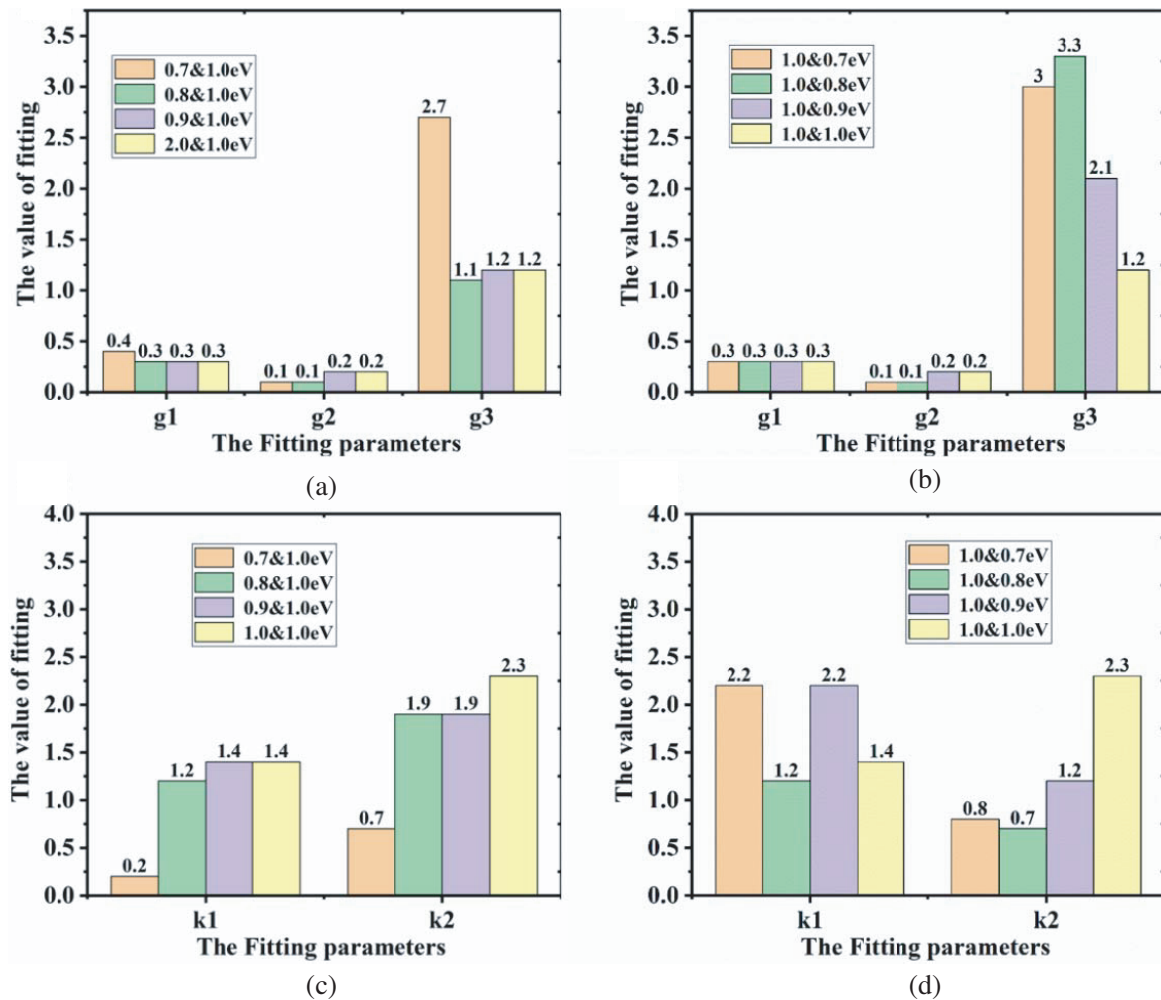 3.5
3.0
2.5
2.0
1.5
1.0
0.5
0.0
The value of fitting
0.7&1.0eV
0.8&1.0eV
0.9&1.0eV
2.0&1.0eV
0.4
0.3
0.3
0.3
0.1
0.1
0.2
0.2
2.7
1.1
1.2
1.2
g1
g2
g3
The Fitting parameters
(a)
3.5
3.0
2.5
2.0
1.5
1.0
0.5
0.0
The value of fitting
1.0&0.7eV
1.0&0.8eV
1.0&0.9eV
1.0&1.0eV
0.3
0.3
0.3
0.3
0.1
0.1
0.2
0.2
3
3.3
2.1
1.2
g1
g2
g3
The Fitting parameters
(b)
4.0
3.5
3.0
2.5
2.0
1.5
1.0
0.5
0.0
The value of fitting
0.7&1.0eV
0.8&1.0eV
0.9&1.0eV
1.0&1.0eV
0.2
1.2
1.4
1.4
0.7
1.9
1.9
2.3
k1
k2
The Fitting parameters
(c)
4.0
3.5
3.0
2.5
2.0
1.5
1.0
0.5
0.0
The value of fitting
1.0&0.7eV
1.0&0.8eV
1.0&0.9eV
1.0&1.0eV
2.2
1.2
2.2
1.4
0.8
0.7
1.2
2.3
k1
k2
The Fitting parameters
(d)